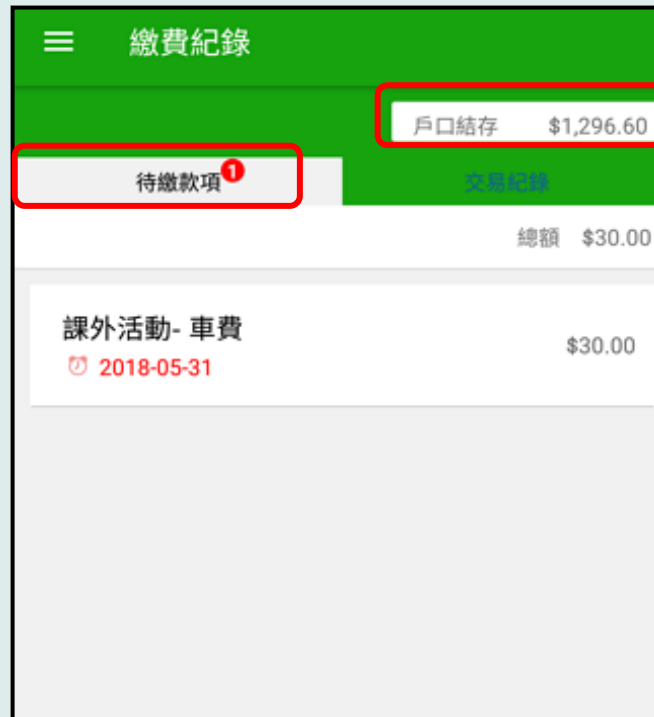 繳費紀錄
戶口結存 $1,296.60
待繳款項 1 交易紀錄
總額 $30.00
課外活動- 車費
$30.00
2018-05-31